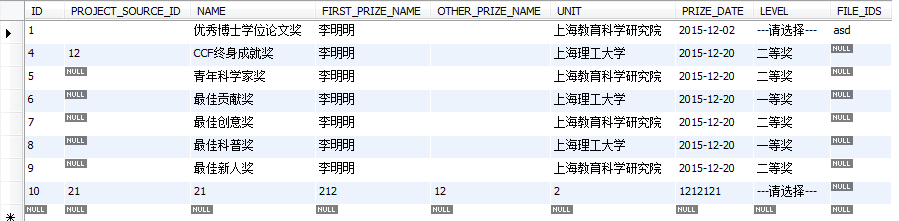 ID PROJECT_SOURCE_ID NAME FIRST_PRIZE_NAME OTHER_PRIZE_NAME UNIT PRIZE_DATE LEVEL FILE_IDS
1 优秀博士学位论文奖 李明明 上海教育科学研究院 2015-12-02 ---请选择--- asd
4 12 CCF终身成就奖 李明明 上海理工大学 2015-12-20 二等奖 NULL
5 NULL 青年科学家奖 李明明 上海教育科学研究院 2015-12-20 二等奖 NULL
6 NULL 最佳贡献奖 李明明 上海理工大学 2015-12-20 一等奖 NULL
7 NULL 最佳创意奖 李明明 上海教育科学研究院 2015-12-20 二等奖 NULL
8 NULL 最佳科普奖 李明明 上海理工大学 2015-12-20 一等奖 NULL
9 NULL 最佳新人奖 李明明 上海教育科学研究院 2015-12-20 二等奖 NULL
10 21 21 212 12 2 1212121 ---请选择--- NULL
NULL NULL NULL NULL NULL NULL NULL NULL NULL